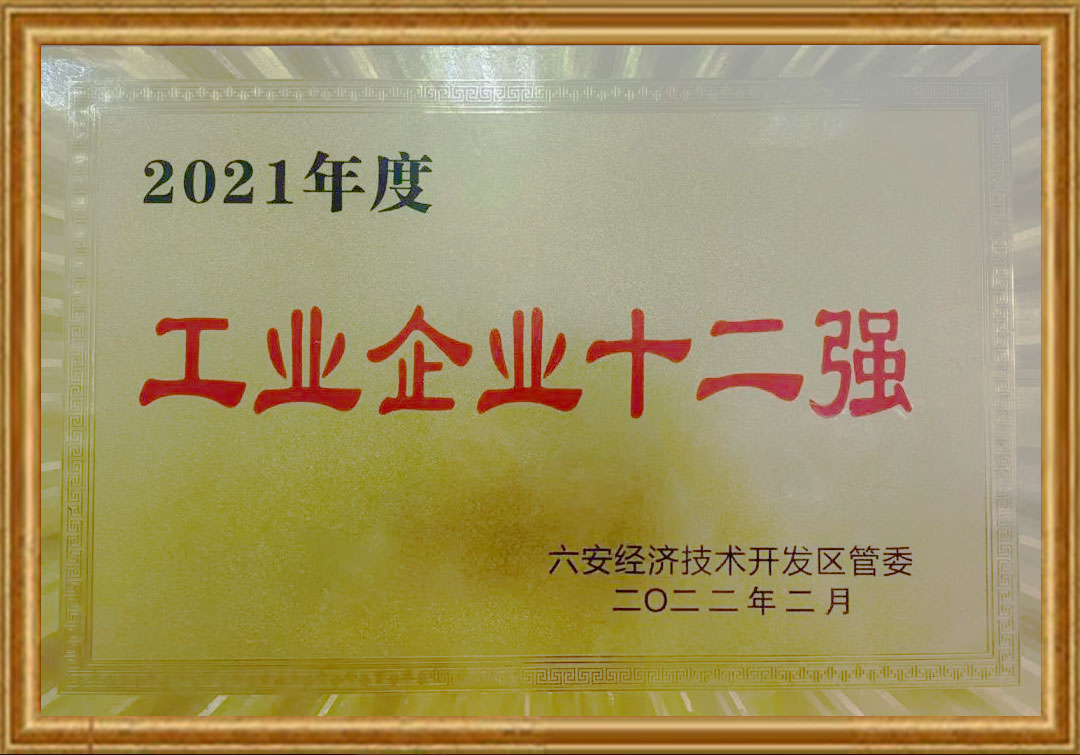 2021年度
工业企业十二强
六安经济技术开发区管委
二〇二二年二月